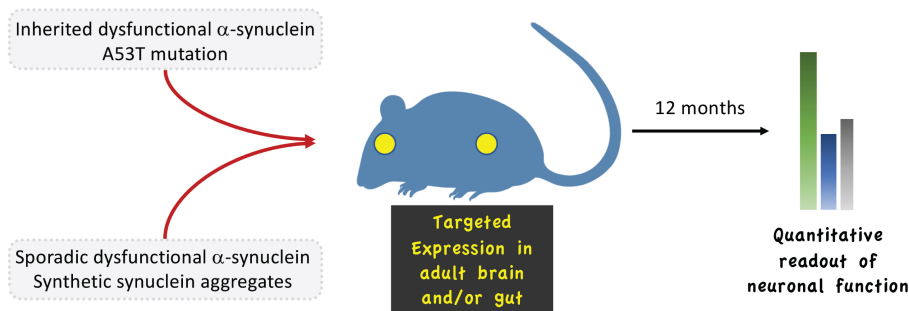 Inherited dysfunctional α-synuclein
A53T mutation
Sporadic dysfunctional α-synuclein
Synthetic synuclein aggregates
Targeted
Expression in
adult brain
and/or gut
12 months
Quantitative
readout of
neuronal function